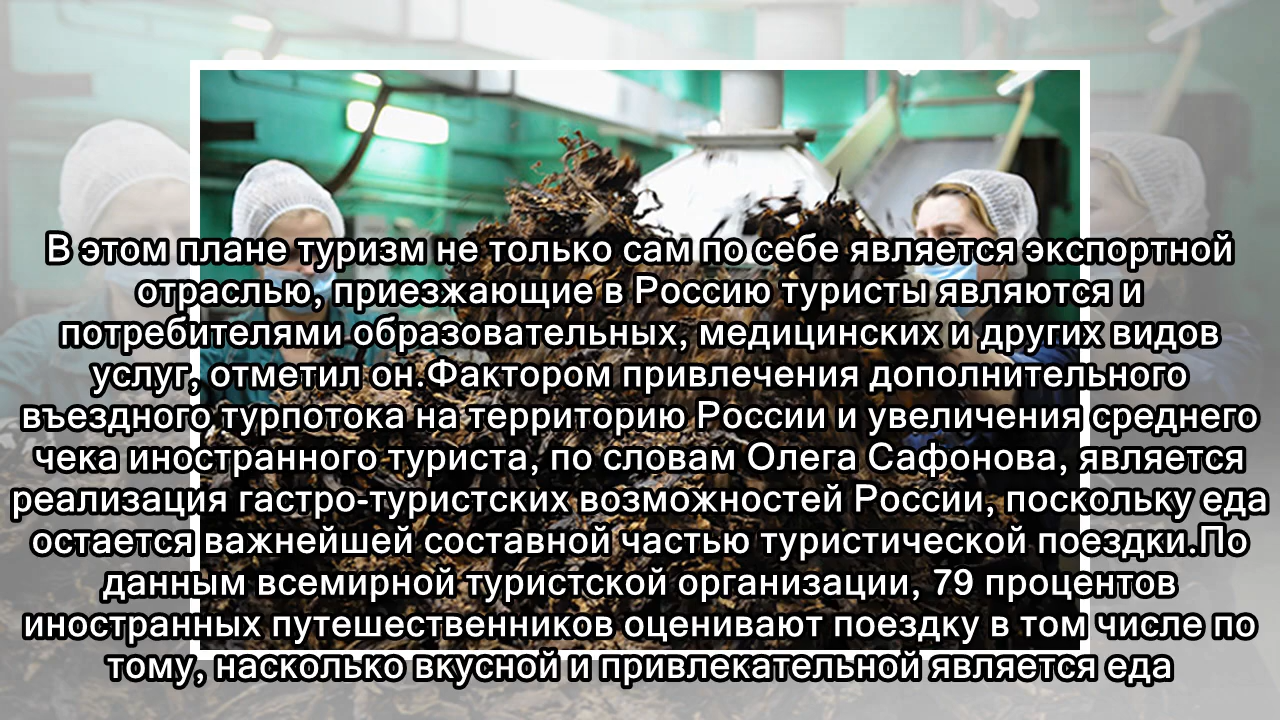 В этом плане туризм не только сам по себе является экспортной
отраслью, приезжающие в Россию туристы являются и
потребителями образовательных, медицинских и других видов
услуг, отметил он.Фактором привлечения дополнительного
въездного турпотока на территорию России и увеличения среднего
чека иностранного туриста, по словам Олега Сафонова, является
реализация гастро-туристских возможностей России, поскольку еда
остается важнейшей составной частью туристической поездки.По
данным всемирной туристской организации, 79 процентов
иностранных путешественников оценивают поездку в том числе по
тому, насколько вкусной и привлекательной является еда